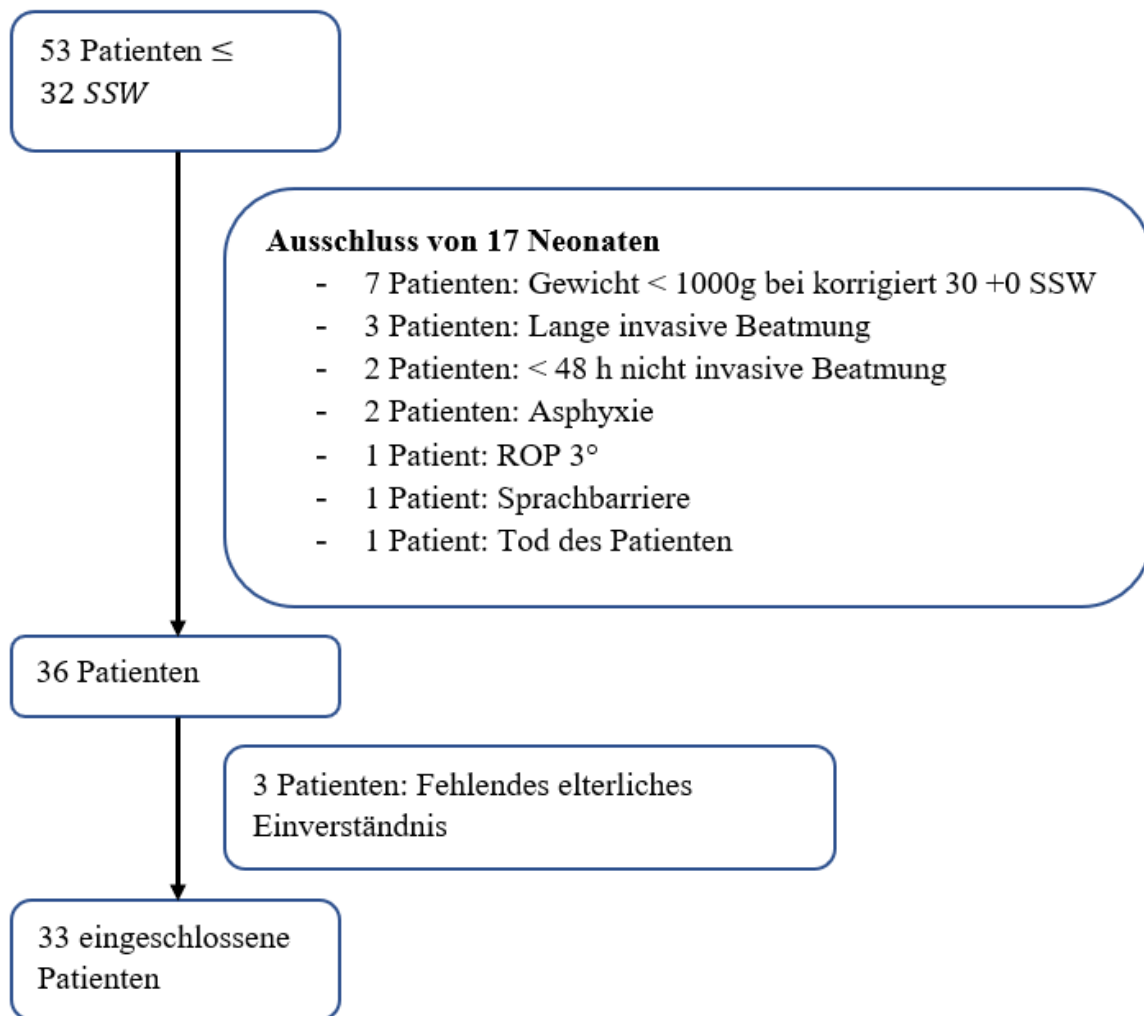 53 Patienten ≤
32 SSW
Ausschluss von 17 Neonaten
- 7 Patienten: Gewicht < 1000g bei korrigiert 30 +0 SSW
- 3 Patienten: Lange invasive Beatmung
- 2 Patienten: < 48 h nicht invasive Beatmung
- 2 Patienten: Asphyxie
- 1 Patient: ROP 3°
- 1 Patient: Sprachbarriere
- 1 Patient: Tod des Patienten
36 Patienten
3 Patienten: Fehlendes elterliches
Einverständnis
33 eingeschlossene
Patienten